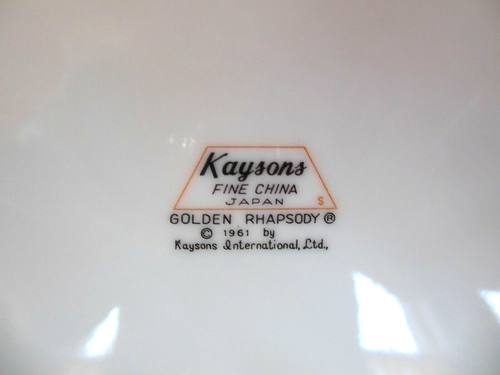 Kaysons
FINE CHINA
JAPAN S
GOLDEN RHAPSODY ®
© 1961 by
Kaysons International, Ltd.,